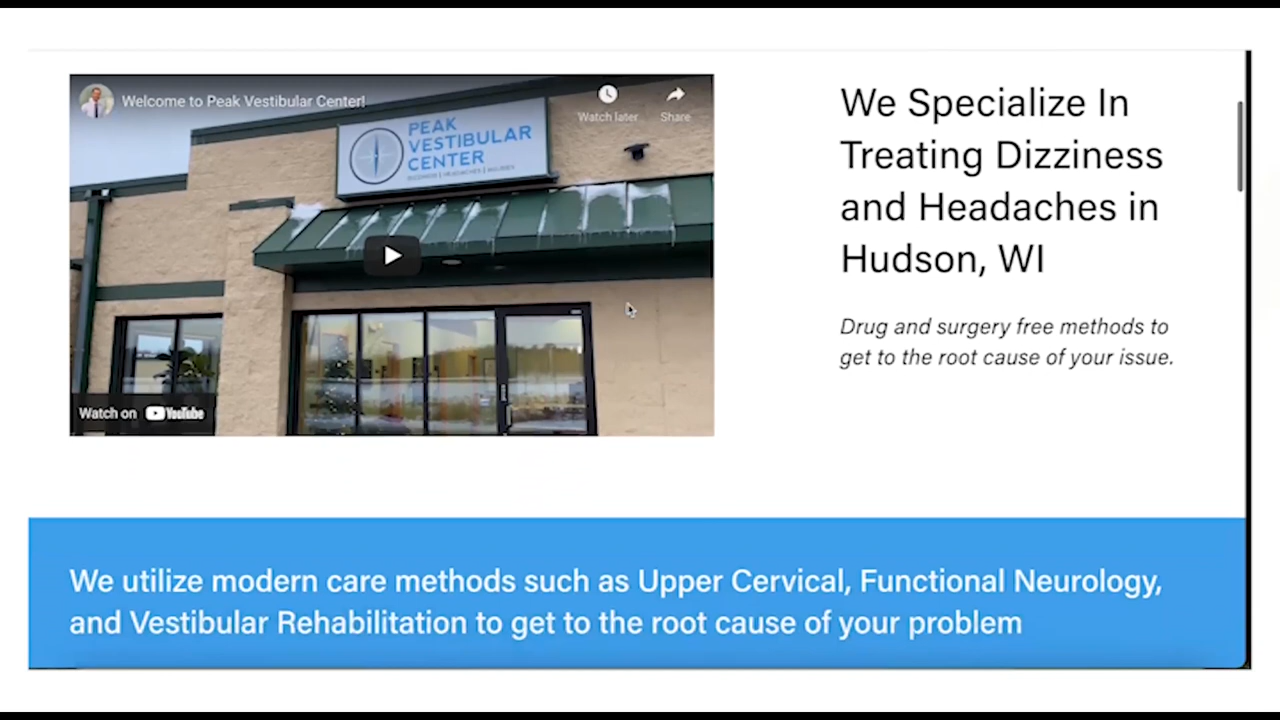 Welcome to Peak Vestibular Center!
Watch later
Share
PEAK
VESTIBULAR
CENTER
DIZZINESS | HEADACHES | INJURIES
Watch on YouTube
We Specialize In
Treating Dizziness
and Headaches in
Hudson, WI
Drug and surgery free methods to
get to the root cause of your issue.
We utilize modern care methods such as Upper Cervical, Functional Neurology,
and Vestibular Rehabilitation to get to the root cause of your problem